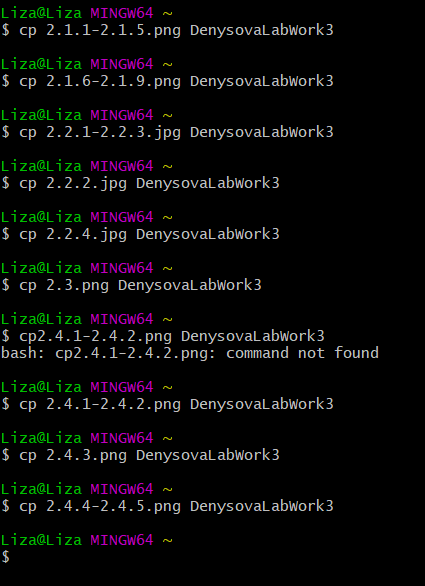 Liza@Liza MINGW64 ~
$ cp 2.1.1-2.1.5.png DenysovaLabWork3
Liza@Liza MINGW64 ~
$ cp 2.1.6-2.1.9.png DenysovaLabWork3
Liza@Liza MINGW64 ~
$ cp 2.2.1-2.2.3.jpg DenysovaLabWork3
Liza@Liza MINGW64 ~
$ cp 2.2.2.jpg DenysovaLabWork3
Liza@Liza MINGW64 ~
$ cp 2.2.4.jpg DenysovaLabWork3
Liza@Liza MINGW64 ~
$ cp 2.3.png DenysovaLabWork3
Liza@Liza MINGW64 ~
$ cp2.4.1-2.4.2.png DenysovaLabWork3
bash: cp2.4.1-2.4.2.png: command not found
Liza@Liza MINGW64 ~
$ cp 2.4.1-2.4.2.png DenysovaLabWork3
Liza@Liza MINGW64 ~
$ cp 2.4.3.png DenysovaLabWork3
Liza@Liza MINGW64 ~
$ cp 2.4.4-2.4.5.png DenysovaLabWork3
Liza@Liza MINGW64 ~
$